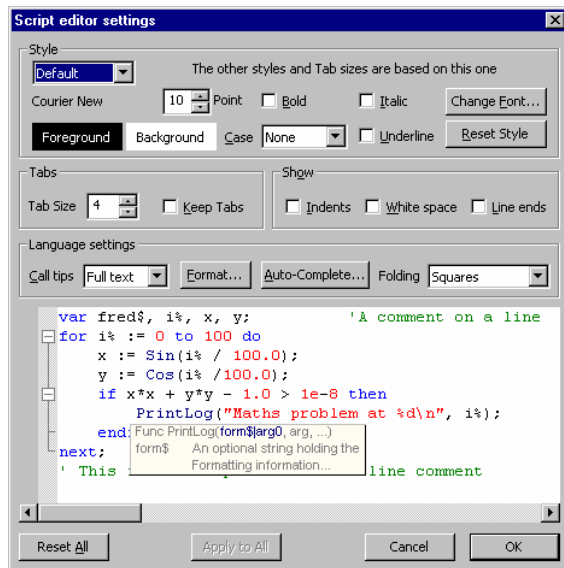 Script editor settings
Style
Default The other styles and Tab sizes are based on this one
Courier New 10 Point Bold Italic Change Font...
Foreground Background Case None Underline Reset Style
Tabs Show
Tab Size 4 Keep Tabs Indents White space Line ends
Language settings
Call tips Full text Format... Auto-Complete... Folding Squares
var fred$, i%, x, y; 'A comment on a line
for i% := 0 to 100 do
x := Sin(i% / 100.0);
y := Cos(i% /100.0);
if x*x + y*y - 1.0 > 1e-8 then
PrintLog("Maths problem at %d\n", i%);
endi
Func PrintLog(form$|arg0, arg, ...)
next; form$ An optional string holding the
Formatting information...
' This line comment
Reset All Apply to All Cancel OK